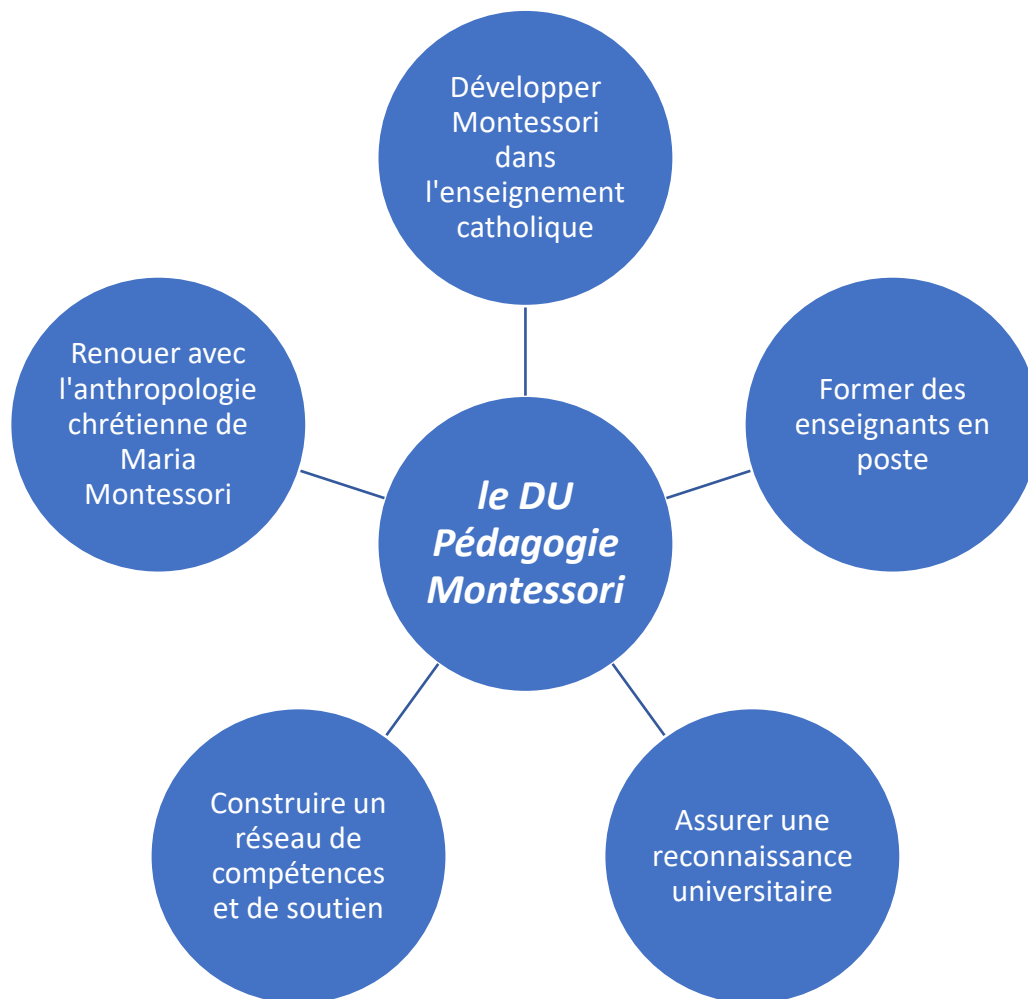 Développer
Montessori
dans
l'enseignement
catholique
Renouer avec
l'anthropologie
chrétienne de
Maria
Montessori
Former des
enseignants en
poste
le DU
Pédagogie
Montessori
Construire un
réseau de
compétences
et de soutien
Assurer une
reconnaissance
universitaire